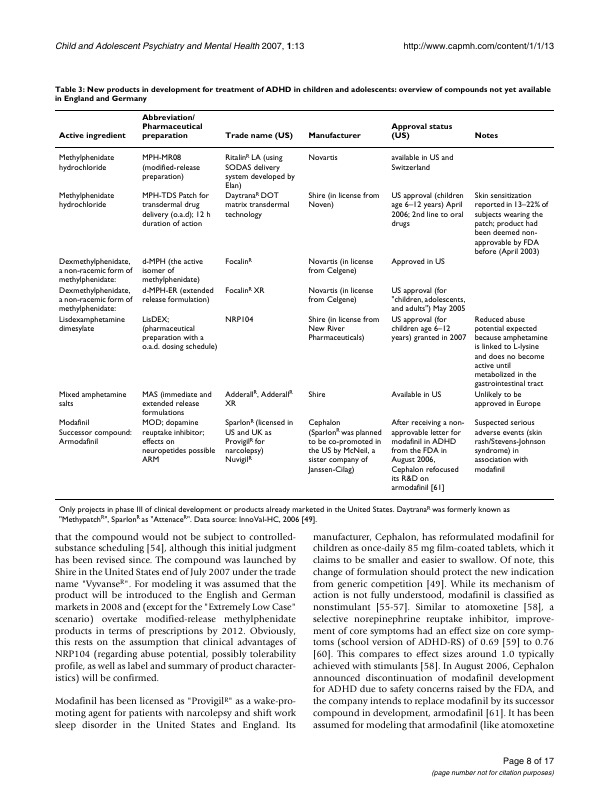 Child and Adolescent Psychiatry and Mental Health 2007, 1:13
http://www.capmh.com/content/1/1/13
Table 3: New products in development for treatment of ADHD in children and adolescents: overview of compounds not yet available
in England and Germany
Active ingredient
Abbreviation/
Pharmaceutical
preparation
Trade name (US)
Manufacturer
Approval status
(US)
Notes
Methylphenidate
hydrochloride
MPH-MR08
(modified-release
preparation)
RitalinR LA (using
SODAS delivery
system developed by
Elan)
Novartis
available in US and
Switzerland
Methylphenidate
hydrochloride
MPH-TDS Patch for
transdermal drug
delivery (o.a.d); 12 h
duration of action
DaytranaR DOT
matrix transdermal
technology
Shire (in license from
Noven)
US approval (children
age 6–12 years) April
2006; 2nd line to oral
drugs
Skin sensitization
reported in 13–22% of
subjects wearing the
patch; product had
been deemed non-
approvable by FDA
before (April 2003)
Dexmethylphenidate,
a non-racemic form of
methylphenidate:
d-MPH (the active
isomer of
methylphenidate)
FocalinR
Novartis (in license
from Celgene)
Approved in US
Dexmethylphenidate,
a non-racemic form of
methylphenidate:
d-MPH-ER (extended
release formulation)
FocalinR XR
Novartis (in license
from Celgene)
US approval (for
"children, adolescents,
and adults") May 2005
Lisdexamphetamine
dimesylate
LisDEX;
(pharmaceutical
preparation with a
o.a.d. dosing schedule)
NRP104
Shire (in license from
New River
Pharmaceuticals)
US approval (for
children age 6–12
years) granted in 2007
Reduced abuse
potential expected
because amphetamine
is linked to L-lysine
and does no become
active until
metabolized in the
gastrointestinal tract
Mixed amphetamine
salts
MAS (immediate and
extended release
formulations
AdderallR, AdderallR
XR
Shire
Available in US
Unlikely to be
approved in Europe
Modafinil
Successor compound:
Armodafinil
MOD; dopamine
reuptake inhibitor;
effects on
neuropetides possible
ARM
SparlonR (licensed in
US and UK as
ProvigilR for
narcolepsy)
NuvigilR
Cephalon
(SparlonR was planned
to be co-promoted in
the US by McNeil, a
sister company of
Janssen-Cilag)
After receiving a non-
approvable letter for
modafinil in ADHD
from the FDA in
August 2006,
Cephalon refocused
its R&D on
armodafinil [61]
Suspected serious
adverse events (skin
rash/Stevens-Johnson
syndrome) in
association with
modafinil
Only projects in phase III of clinical development or products already marketed in the United States. DaytranaR was formerly known as
"MethypatchR", SparlonR as "AttenaceR". Data source: InnoVal-HC, 2006 [49].
that the compound would not be subject to controlled-
substance scheduling [54], although this initial judgment
has been revised since. The compound was launched by
Shire in the United States end of July 2007 under the trade
name "VyvanseR". For modeling it was assumed that the
product will be introduced to the English and German
markets in 2008 and (except for the "Extremely Low Case"
scenario) overtake modified-release methylphenidate
products in terms of prescriptions by 2012. Obviously,
this rests on the assumption that clinical advantages of
NRP104 (regarding abuse potential, possibly tolerability
profile, as well as label and summary of product character-
istics) will be confirmed.
Modafinil has been licensed as "ProvigilR" as a wake-pro-
moting agent for patients with narcolepsy and shift work
sleep disorder in the United States and England. Its
manufacturer, Cephalon, has reformulated modafinil for
children as once-daily 85 mg film-coated tablets, which it
claims to be smaller and easier to swallow. Of note, this
change of formulation should protect the new indication
from generic competition [49]. While its mechanism of
action is not fully understood, modafinil is classified as
nonstimulant [55-57]. Similar to atomoxetine [58], a
selective norepinephrine reuptake inhibitor, improve-
ment of core symptoms had an effect size on core symp-
toms (school version of ADHD-RS) of 0.69 [59] to 0.76
[60]. This compares to effect sizes around 1.0 typically
achieved with stimulants [58]. In August 2006, Cephalon
announced discontinuation of modafinil development
for ADHD due to safety concerns raised by the FDA, and
the company intends to replace modafinil by its successor
compound in development, armodafinil [61]. It has been
assumed for modeling that armodafinil (like atomoxetine
Page 8 of 17
(page number not for citation purposes)